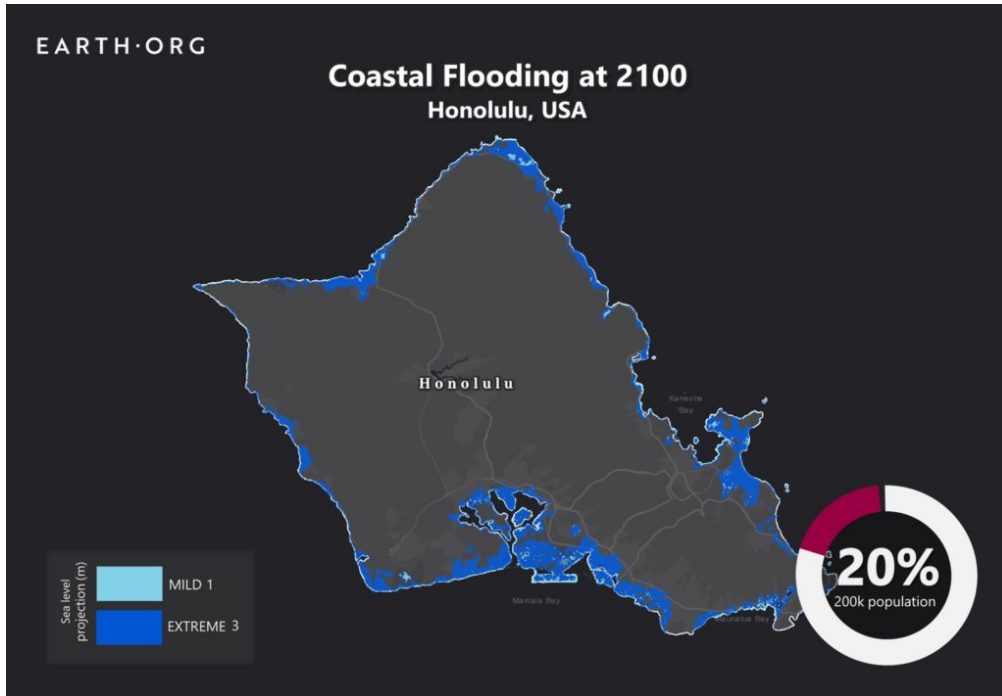 EARTH·ORG
Coastal Flooding at 2100
Honolulu, USA
Honolulu
Kaneohe
Bay
Mamala Bay
Maunalua Bay
Sea level
projection (m)
MILD 1
EXTREME 3
20%
200k population